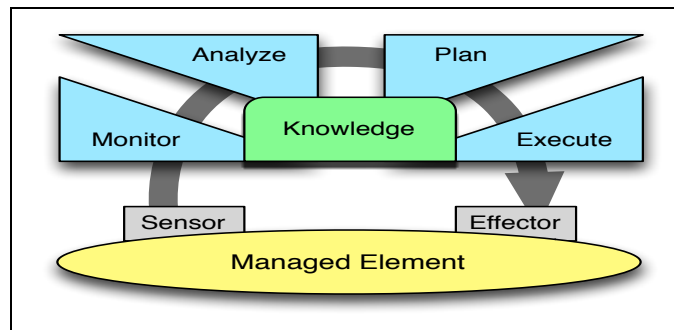 Analyze
Plan
Monitor
Knowledge
Execute
Sensor
Effector
Managed Element